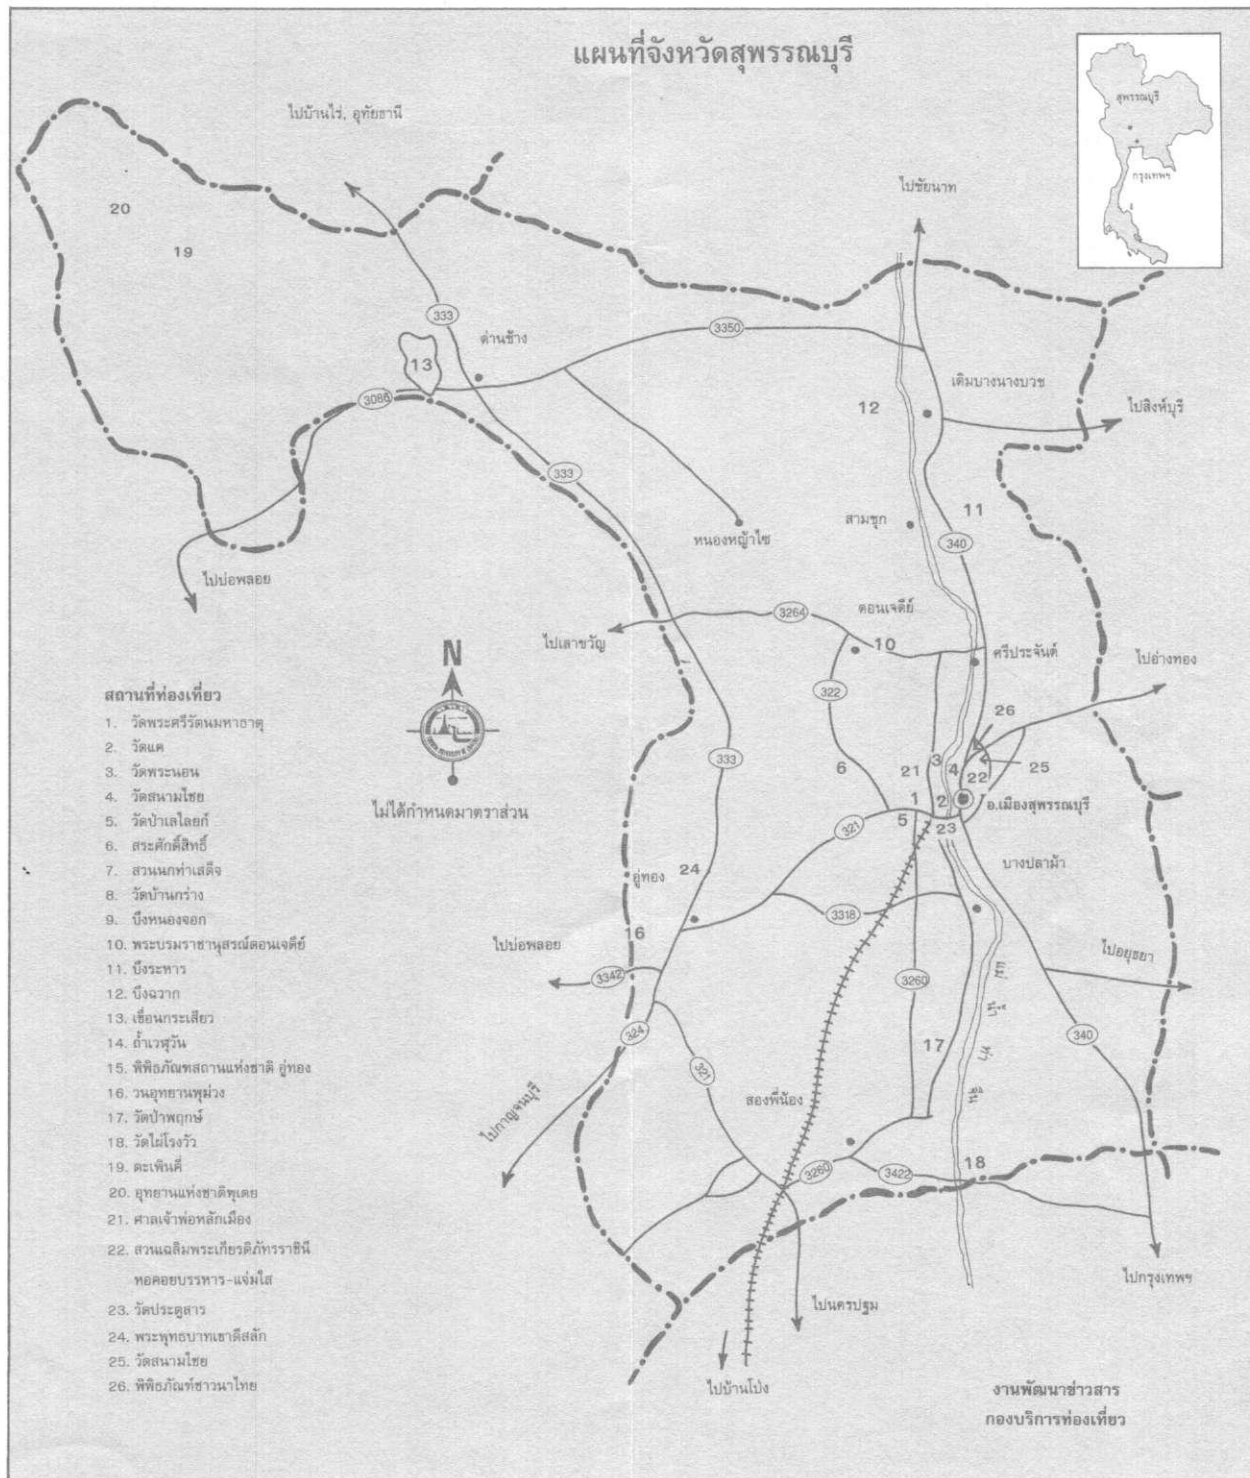 แผนที่จังหวัดสุพรรณบุรี
สุพรรณบุรี
กรุงเทพฯ
ไปบ้านไร่, อุทัยธานี
ไปชัยนาท
20
19
333
ด่านช้าง
3350
13
3086
เดิมบางนางบวช
12
ไปสิงห์บุรี
333
11
สามชุก
หนองหญ้าไซ
340
ไปบ่อพลอย
3264
ดอนเจดีย์
ไปเลาขวัญ
10
ศรีประจันต์
ไปอ่างทอง
N
322
26
333
3
6
21
4
25
22
1
2
อ.เมืองสุพรรณบุรี
ไม่ได้กำหนดมาตราส่วน
5
23
321
บางปลาม้า
24
อู่ทอง
3318
16
ไปบ่อพลอย
ไปอยุธยา
3342
3260
แม่
น้ำ
ท่า
จีน
324
340
17
321
สองพี่น้อง
ไปกาญจนบุรี
18
3260
3422
ไปกรุงเทพฯ
ไปนครปฐม
ไปบ้านโป่ง
สถานที่ท่องเที่ยว
1. วัดพระศรีรัตนมหาธาตุ
2. วัดแค
3. วัดพระนอน
4. วัดสนามไชย
5. วัดป่าเลไลยก์
6. สระศักดิ์สิทธิ์
7. สวนนกท่าเสด็จ
8. วัดบ้านกร่าง
9. บึงหนองจอก
10. พระบรมราชานุสรณ์ดอนเจดีย์
11. บึงระหาร
12. บึงฉวาก
13. เขื่อนกระเสียว
14. ถ้ำเวฬุวัน
15. พิพิธภัณฑสถานแห่งชาติ อู่ทอง
16. วนอุทยานพุม่วง
17. วัดป่าพฤกษ์
18. วัดไผ่โรงวัว
19. ตะเพินคี่
20. อุทยานแห่งชาติพุเตย
21. ศาลเจ้าพ่อหลักเมือง
22. สวนเฉลิมพระเกียรติภัทรราชินี
หอคอยบรรหาร-แจ่มใส
23. วัดประตูสาร
24. พระพุทธบาทเขาดีสลัก
25. วัดสนามไชย
26. พิพิธภัณฑ์ชาวนาไทย
งานพัฒนาข่าวสาร
กองบริการท่องเที่ยว